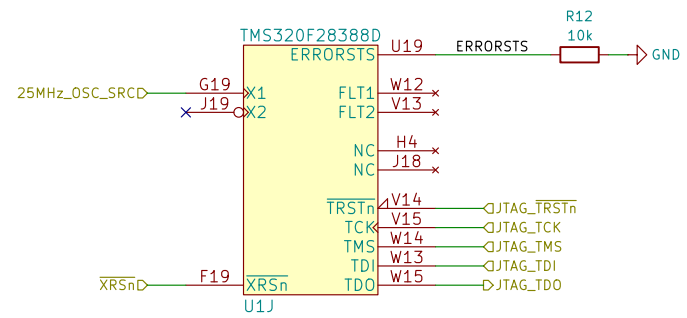 R12
10k
GND
TMS320F28388D
ERRORSTS
U19
ERRORSTS
25MHz_OSC_SRC
G19
X1
J19
X2
FLT1
W12
FLT2
V13
NC
H4
NC
J18
TRSTn
V14
JTAG_TRSTn
TCK
V15
JTAG_TCK
TMS
W14
JTAG_TMS
TDI
W13
JTAG_TDI
XRSn
F19
XRSn
TDO
W15
JTAG_TDO
U1J